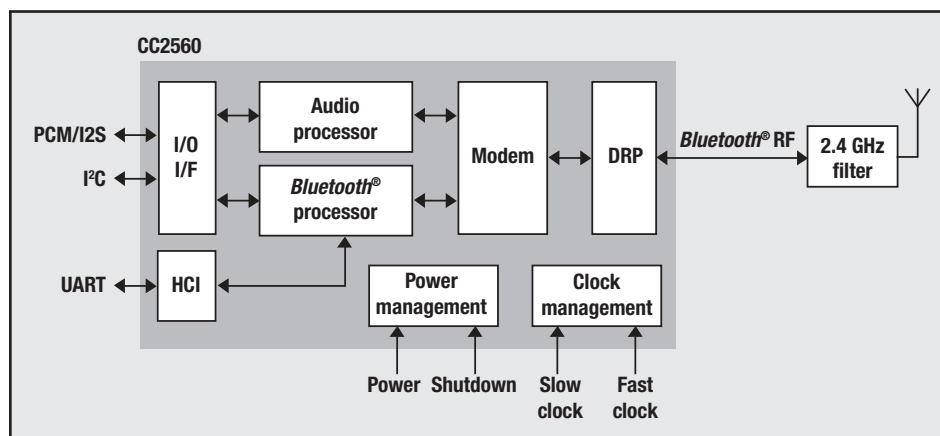 CC2560
PCM/I2S
I²C
UART
I/O
I/F
HCI
Audio
processor
Bluetooth®
processor
Modem
DRP
Bluetooth® RF
2.4 GHz
filter
Power
management
Clock
management
Power
Shutdown
Slow
clock
Fast
clock